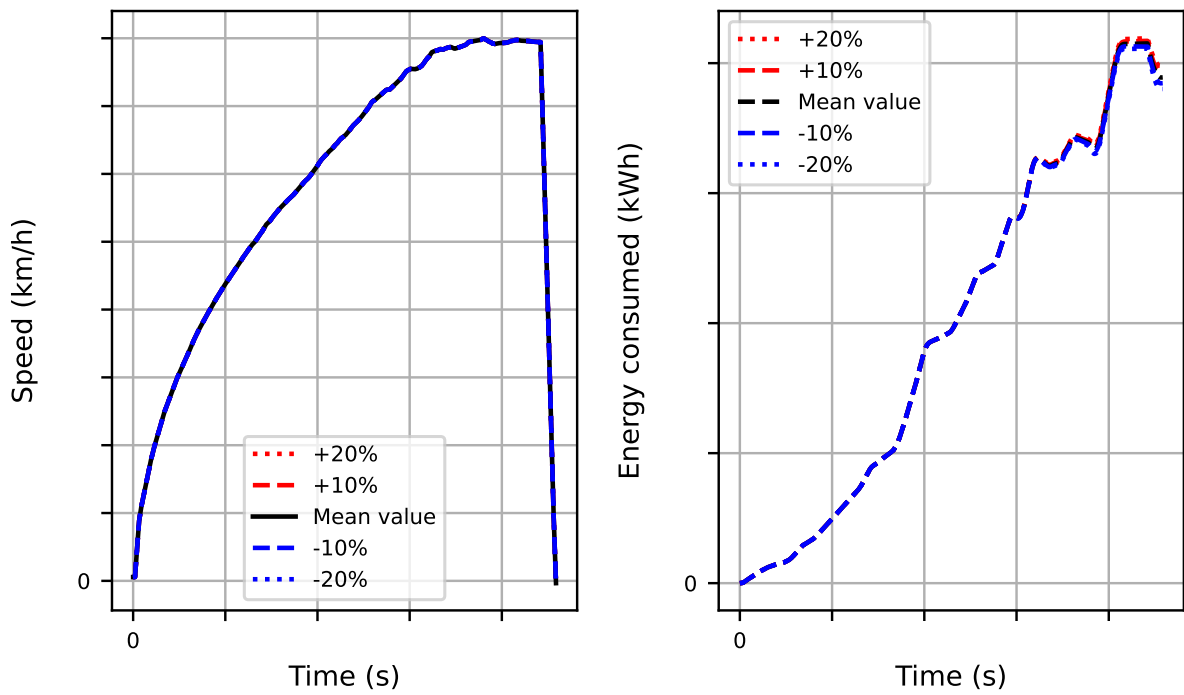 Speed (km/h)
+20%
+10%
Mean value
-10%
-20%
0
0
Time (s)
Energy consumed (kWh)
+20%
+10%
Mean value
-10%
-20%
0
0
Time (s)